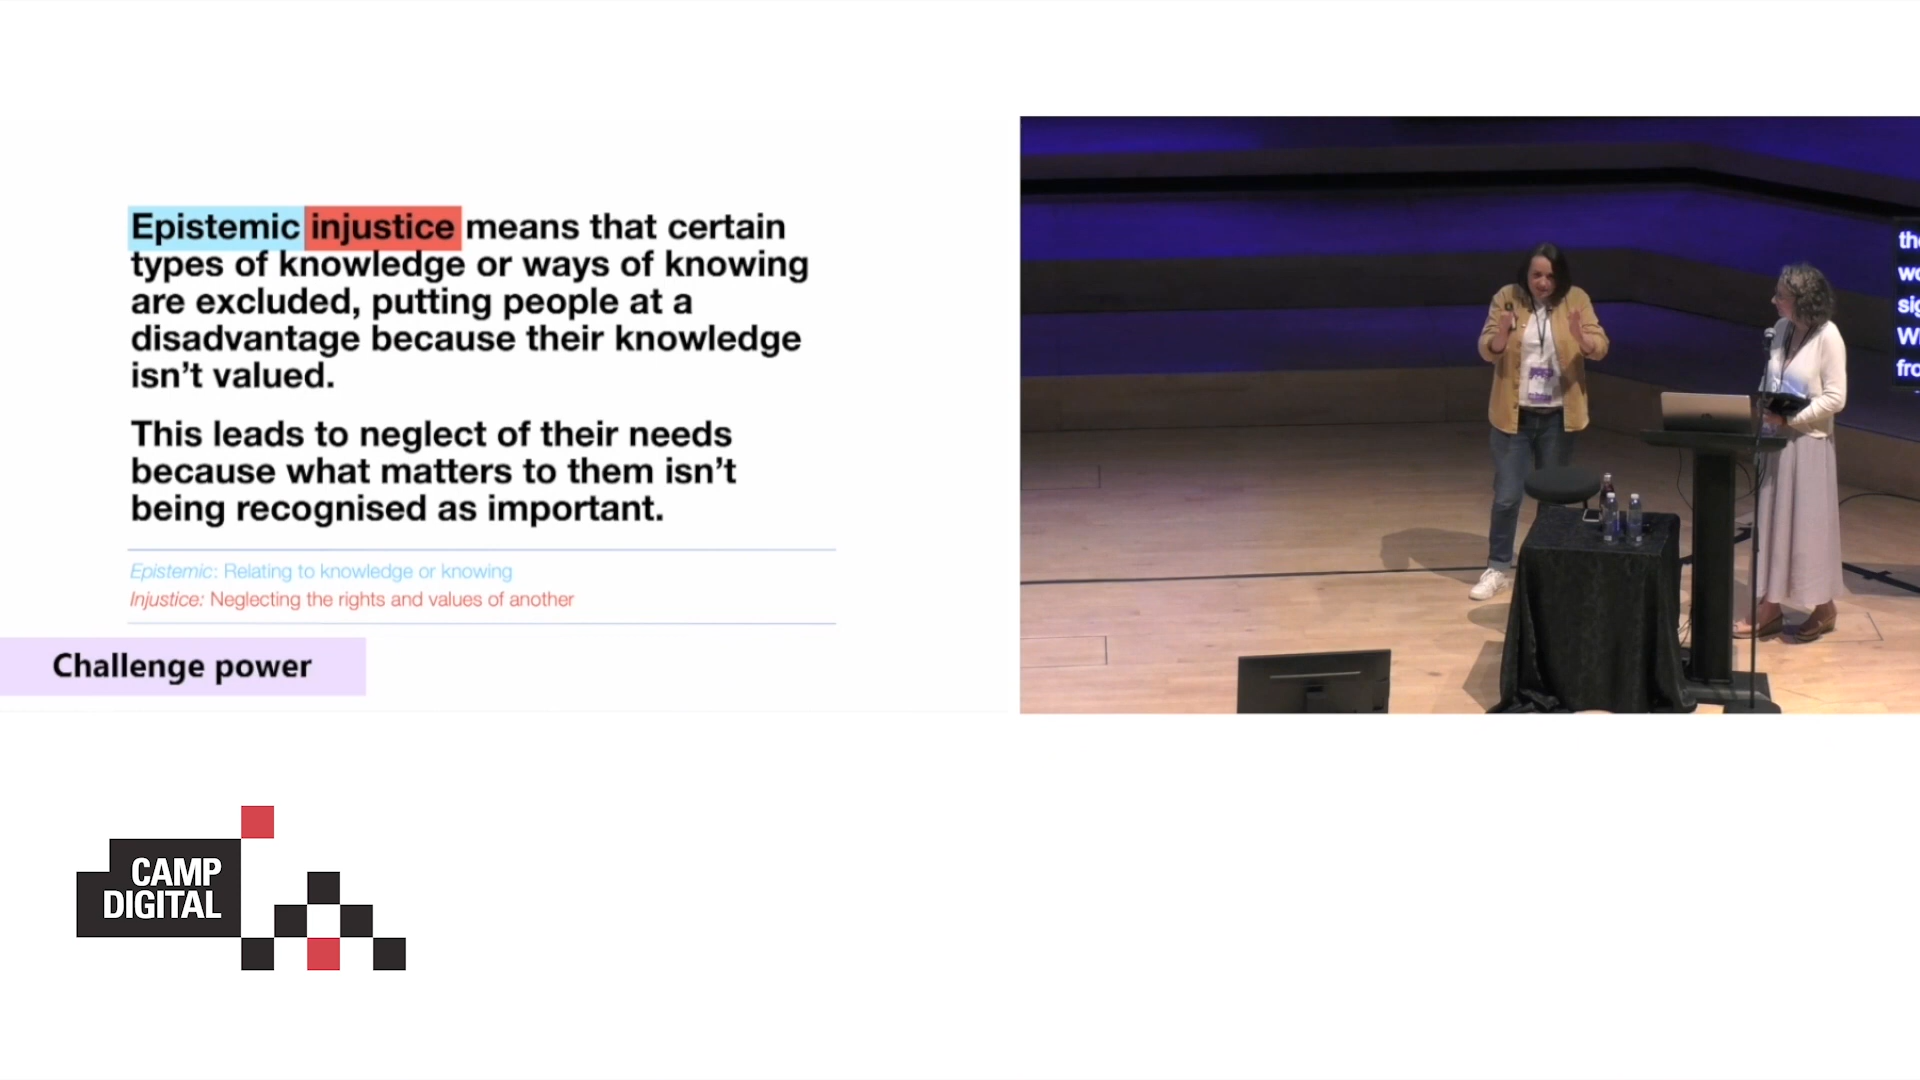 Epistemic injustice means that certain
types of knowledge or ways of knowing
are excluded, putting people at a
disadvantage because their knowledge
isn’t valued.
This leads to neglect of their needs
because what matters to them isn’t
being recognised as important.
Epistemic: Relating to knowledge or knowing
Injustice: Neglecting the rights and values of another
Challenge power
CAMP
DIGITAL